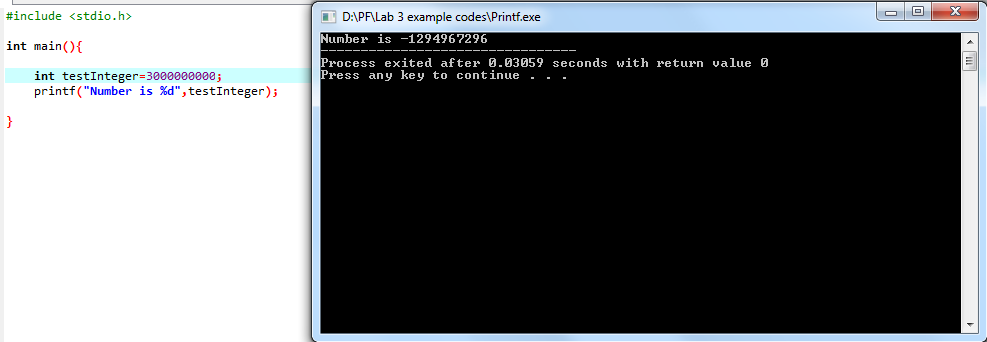 #include <stdio.h>
int main(){
int testInteger=3000000000;
printf("Number is %d",testInteger);
}
D:\PF\Lab 3 example codes\Printf.exe
Number is -1294967296
--------------------------------
Process exited after 0.03059 seconds with return value 0
Press any key to continue . . .